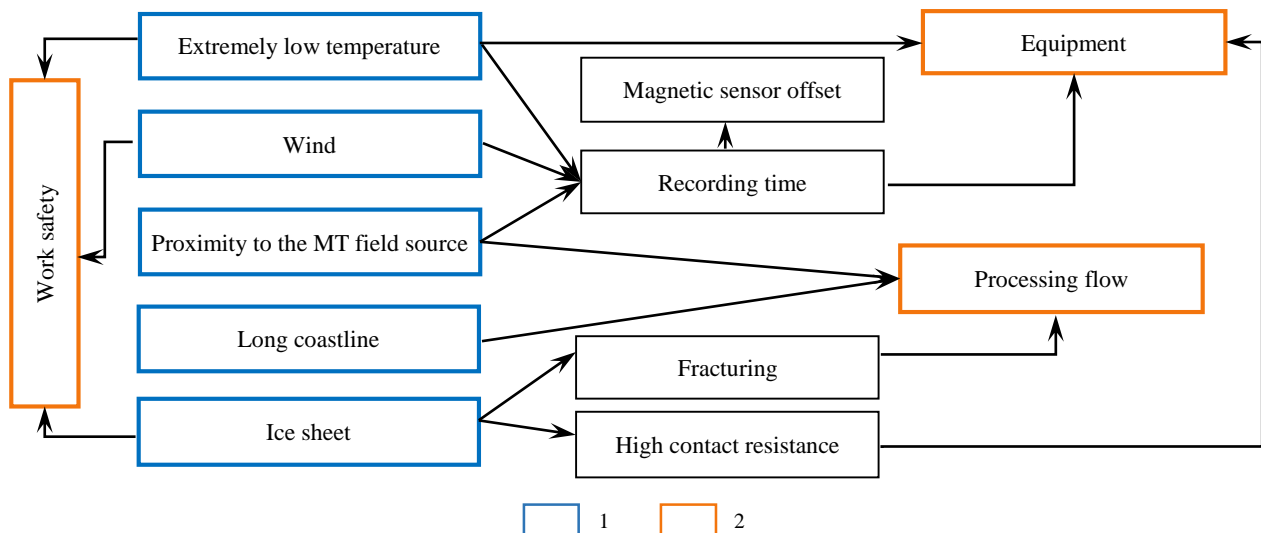 Extremely low temperature
Equipment
Magnetic sensor offset
Wind
Recording time
Work safety
Proximity to the MT field source
Processing flow
Long coastline
Fracturing
Ice sheet
High contact resistance
1
2